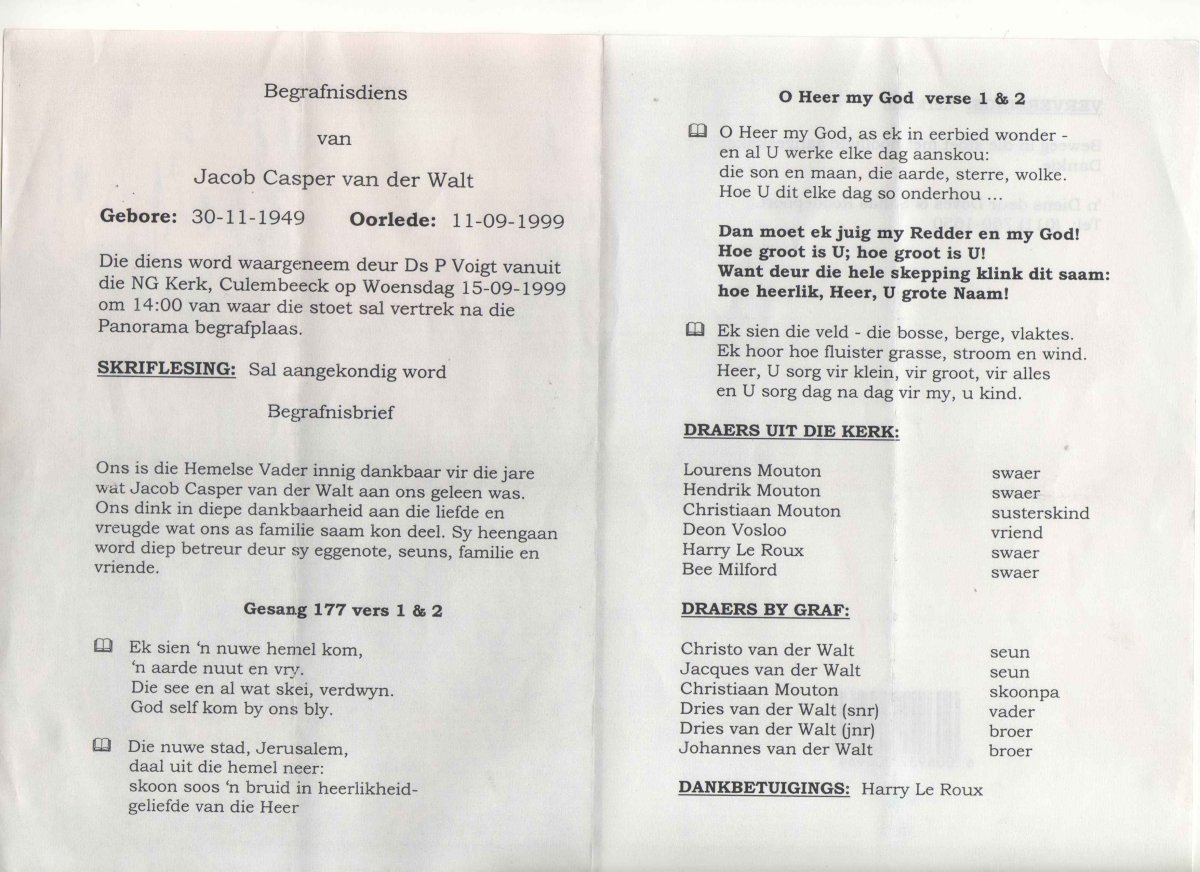 Begrafnisdiens
van
Jacob Casper van der Walt
Gebore: 30-11-1949 Oorlede: 11-09-1999
Die diens word waargeneem deur Ds P Voigt vanuit
die NG Kerk, Culembeeck op Woensdag 15-09-1999
om 14:00 van waar die stoet sal vertrek na die
Panorama begrafplaas.
SKRIFLESING: Sal aangekondig word
Begrafnisbrief
Ons is die Hemelse Vader innig dankbaar vir die jare
wat Jacob Casper van der Walt aan ons geleen was.
Ons dink in diepe dankbaarheid aan die liefde en
vreugde wat ons as familie saam kon deel. Sy heengaan
word diep betreur deur sy eggenote, seuns, familie en
vriende.
Gesang 177 vers 1 & 2
Ek sien 'n nuwe hemel kom,
'n aarde nuut en vry.
Die see en al wat skei, verdwyn.
God self kom by ons bly.
Die nuwe stad, Jerusalem,
daal uit die hemel neer:
skoon soos 'n bruid in heerlikheid-
geliefde van die Heer
O Heer my God verse 1 & 2
O Heer my God, as ek in eerbied wonder -
en al U werke elke dag aanskou:
die son en maan, die aarde, sterre, wolke.
Hoe U dit elke dag so onderhou ...
Dan moet ek juig my Redder en my God!
Hoe groot is U; hoe groot is U!
Want deur die hele skepping klink dit saam:
hoe heerlik, Heer, U grote Naam!
Ek sien die veld - die bosse, berge, vlaktes.
Ek hoor hoe fluister grasse, stroom en wind.
Heer, U sorg vir klein, vir groot, vir alles
en U sorg dag na dag vir my, u kind.
DRAERS UIT DIE KERK:
Lourens Mouton swaer
Hendrik Mouton swaer
Christiaan Mouton susterskind
Deon Vosloo vriend
Harry Le Roux swaer
Bee Milford swaer
DRAERS BY GRAF:
Christo van der Walt seun
Jacques van der Walt seun
Christiaan Mouton skoonpa
Dries van der Walt (snr) vader
Dries van der Walt (jnr) broer
Johannes van der Walt broer
DANKBETUIGINGS: Harry Le Roux